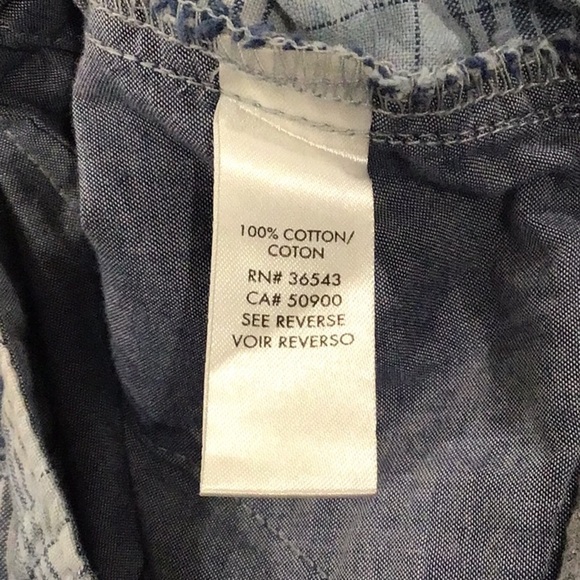 100% COTTON/
COTON
RN# 36543
CA# 50900
SEE REVERSE
VOIR REVERSO